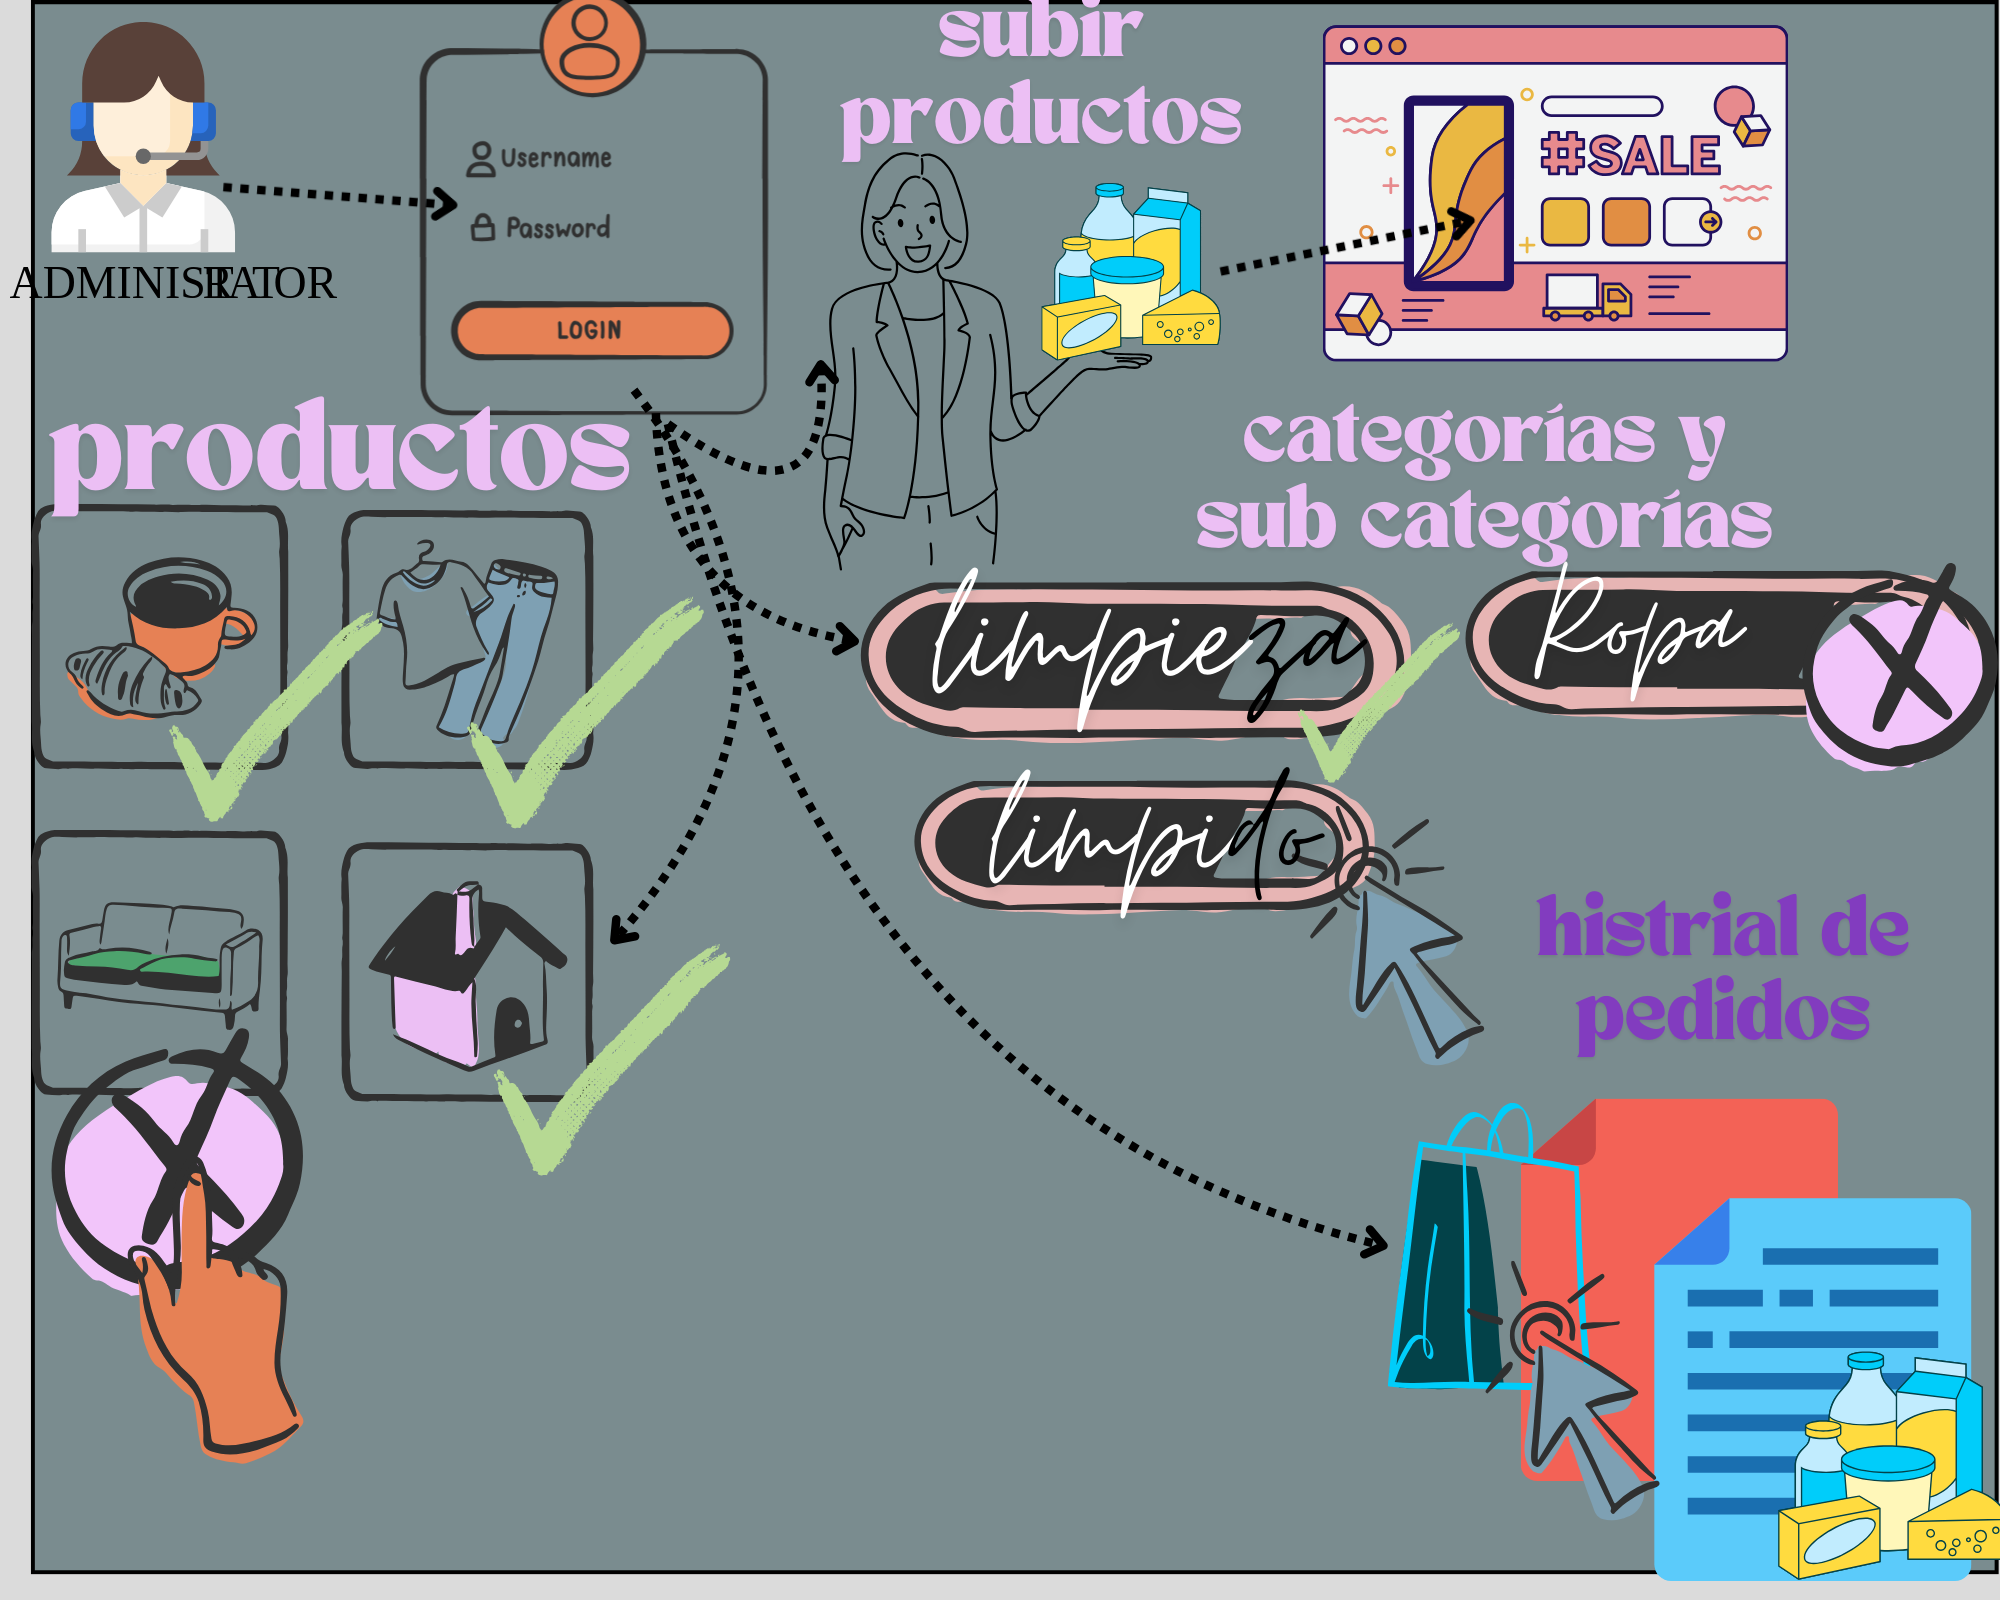 subir
productos
Username
Password
LOGIN
#SALE
ADMINISTRATOR
productos
categorías y
sub categorías
limpieza
Ropa
limpido
histrial de
pedidos